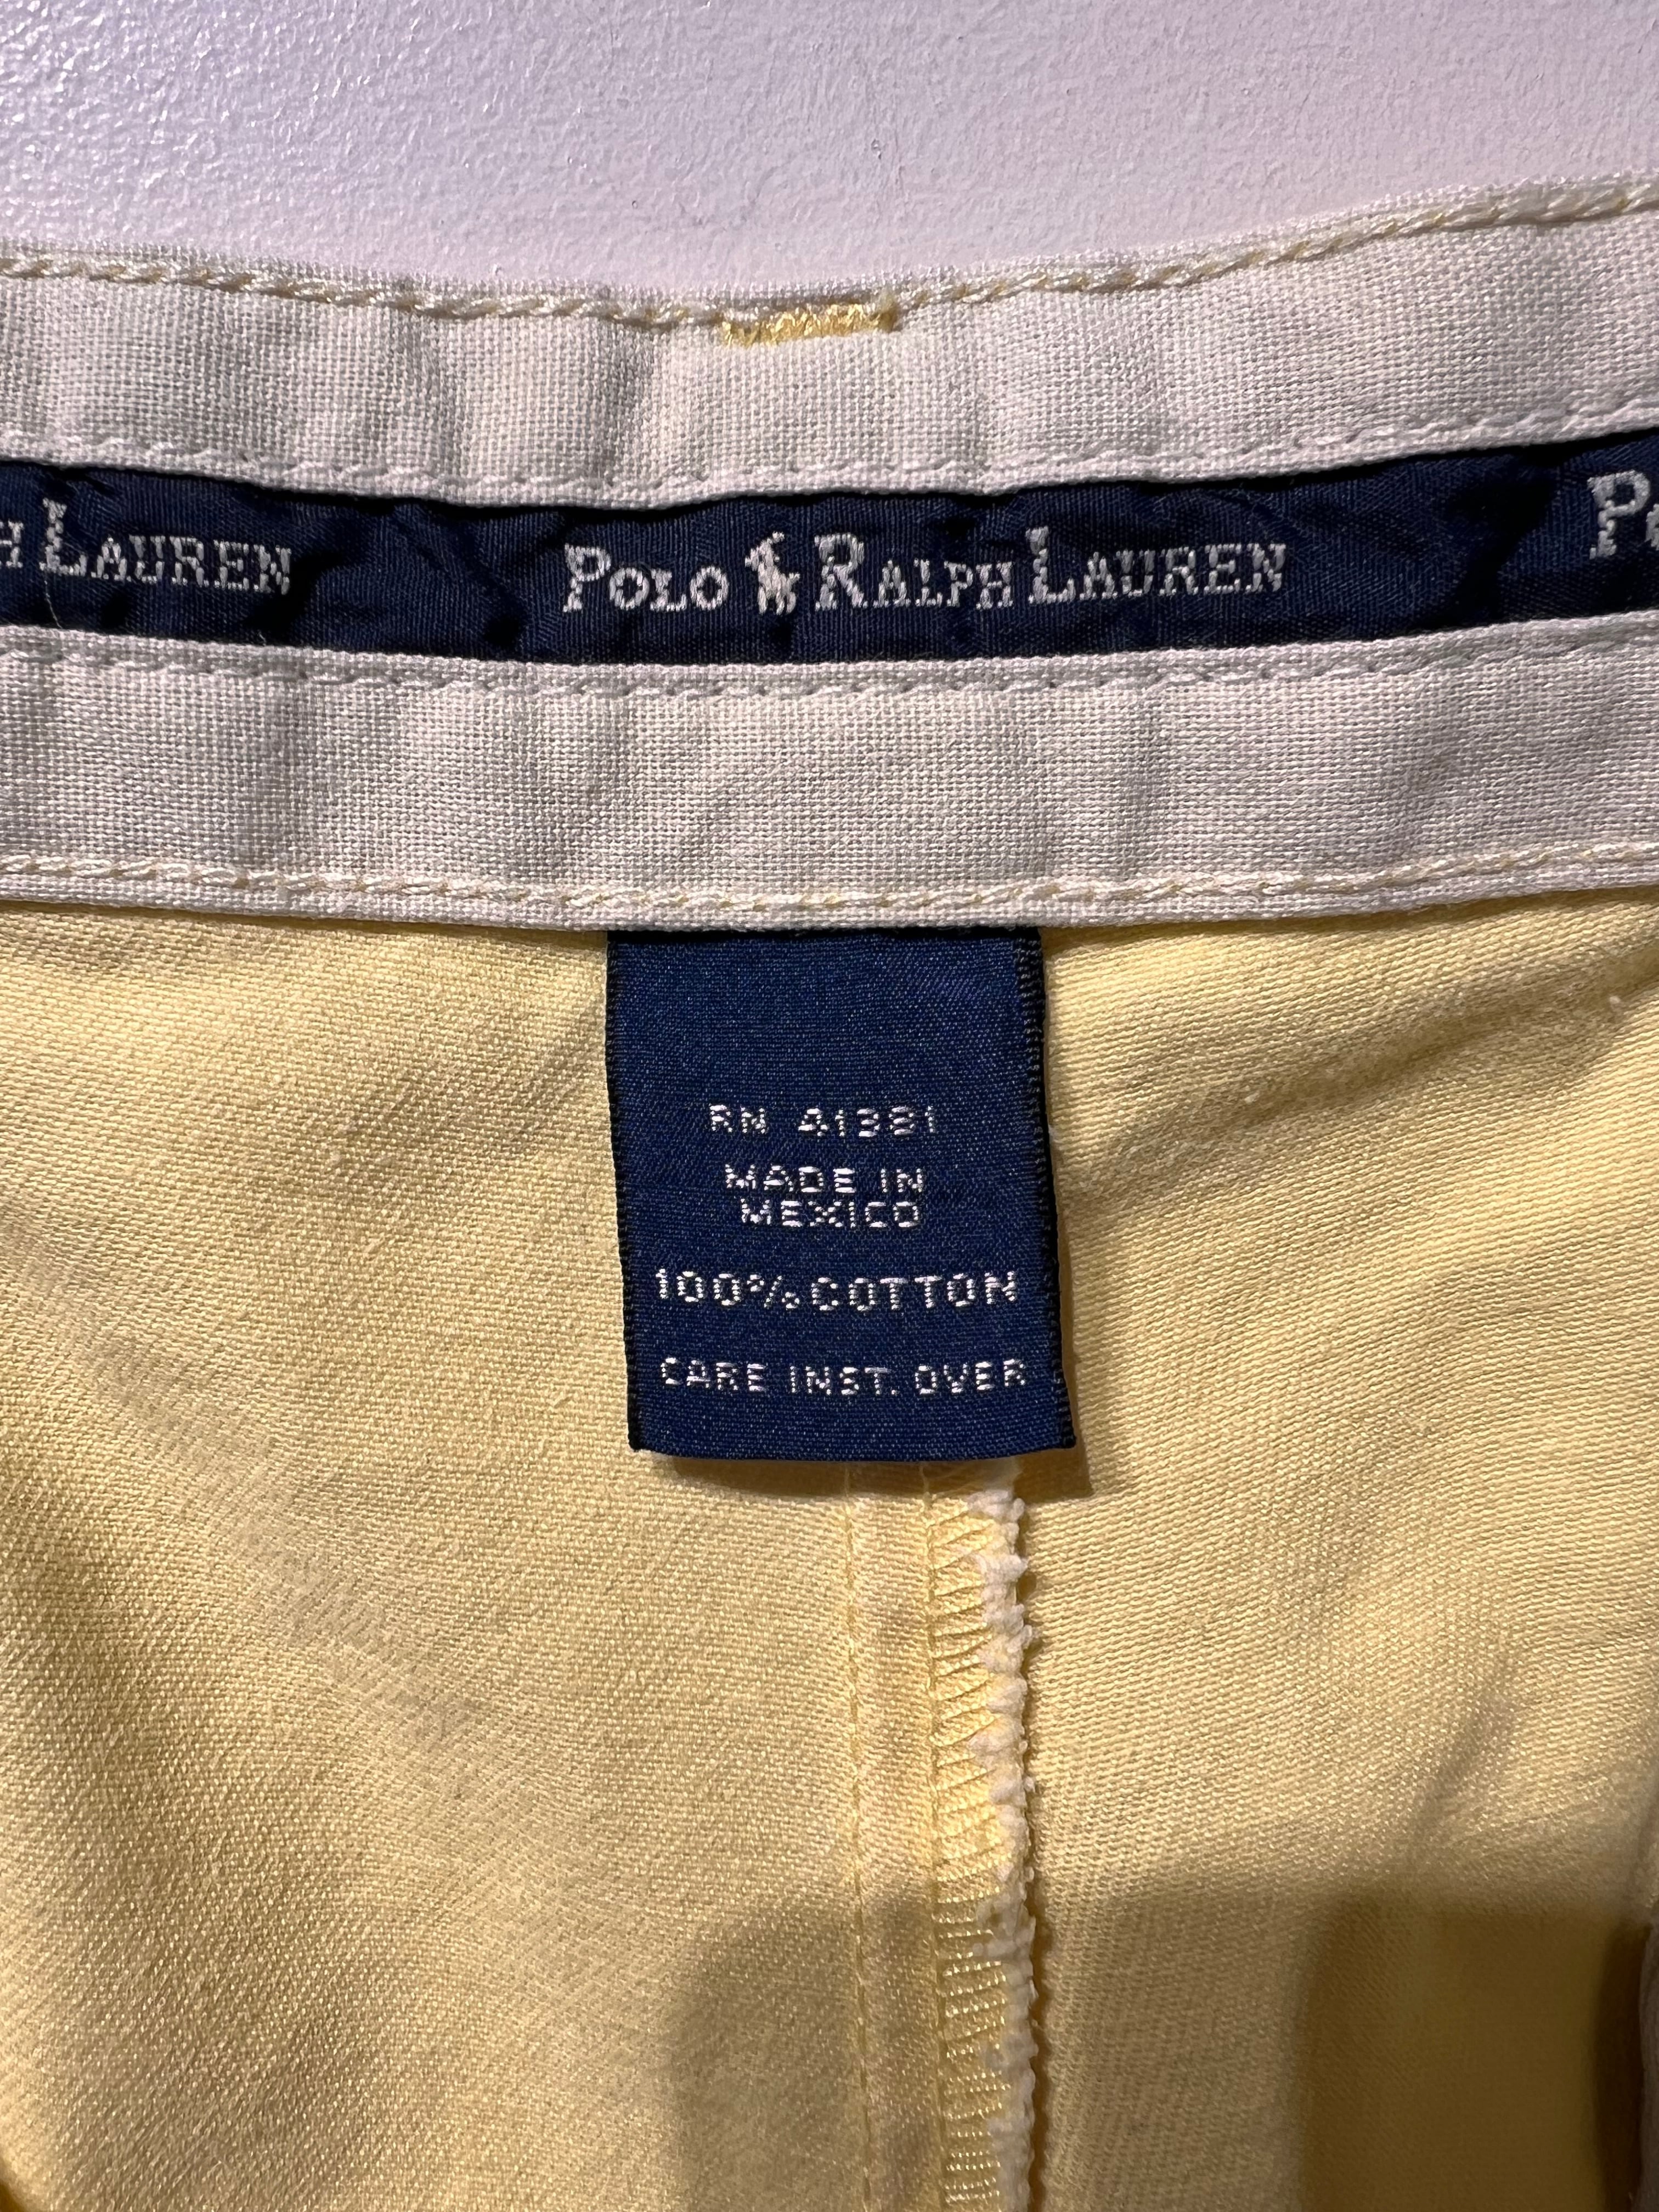 H LAUREN POLO RALPH LAUREN PO
RN 41381
MADE IN
MEXICO
100% COTTON
CARE INST. OVER